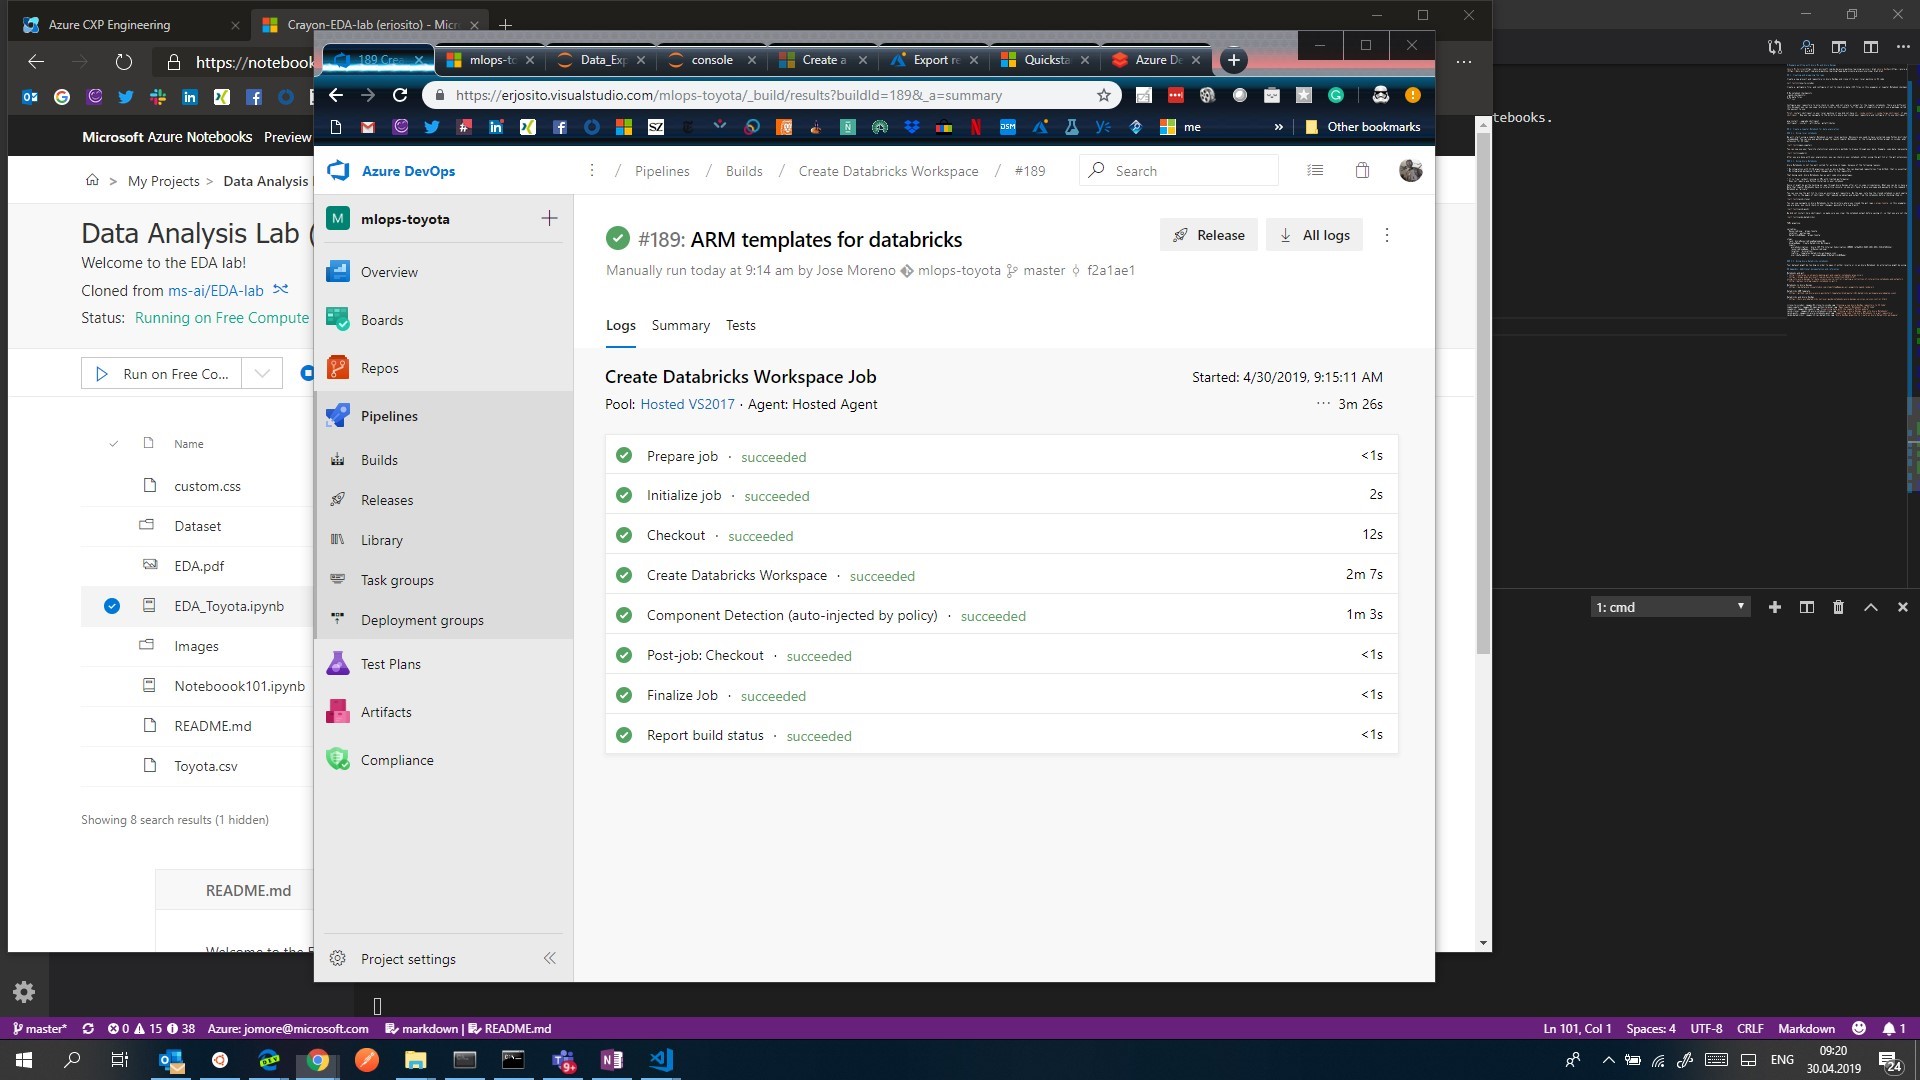 Azure CXP Engineering
Crayon-EDA-lab (erjosito) - Micr
https://notebook
Microsoft Azure Notebooks Preview
My Projects > Data Analysis
Data Analysis Lab (
Welcome to the EDA lab!
Cloned from ms-ai/EDA-lab
Status: Running on Free Compute
Run on Free Co...
Name
custom.css
Dataset
EDA.pdf
EDA_Toyota.ipynb
Images
Noteboook101.ipynb
README.md
Toyota.csv
Showing 8 search results (1 hidden)
README.md
Welcome to the E
189 Crea
mlops-to
Data_Exp
console
Create a
Export re
Quicksta
Azure De
https://erjosito.visualstudio.com/mlops-toyota/_build/results?buildId=189&_a=summary
me
»
Other bookmarks
Azure DevOps
/ Pipelines / Builds / Create Databricks Workspace / #189
Search
M mlops-toyota
Overview
Boards
Repos
Pipelines
Builds
Releases
Library
Task groups
Deployment groups
Test Plans
Artifacts
Compliance
Project settings
#189: ARM templates for databricks
Release
All logs
Manually run today at 9:14 am by Jose Moreno mlops-toyota master f2a1ae1
Logs Summary Tests
Create Databricks Workspace Job
Started: 4/30/2019, 9:15:11 AM
Pool: Hosted VS2017 · Agent: Hosted Agent
··· 3m 26s
Prepare job · succeeded <1s
Initialize job · succeeded 2s
Checkout · succeeded 12s
Create Databricks Workspace · succeeded 2m 7s
Component Detection (auto-injected by policy) · succeeded 1m 3s
Post-job: Checkout · succeeded <1s
Finalize Job · succeeded <1s
Report build status · succeeded <1s
tebooks.
1: cmd
master* 0 15 38 Azure: jomore@microsoft.com markdown | README.md
Ln 101, Col 1 Spaces: 4 UTF-8 CRLF Markdown 1
9+
ENG
09:20
30.04.2019
24